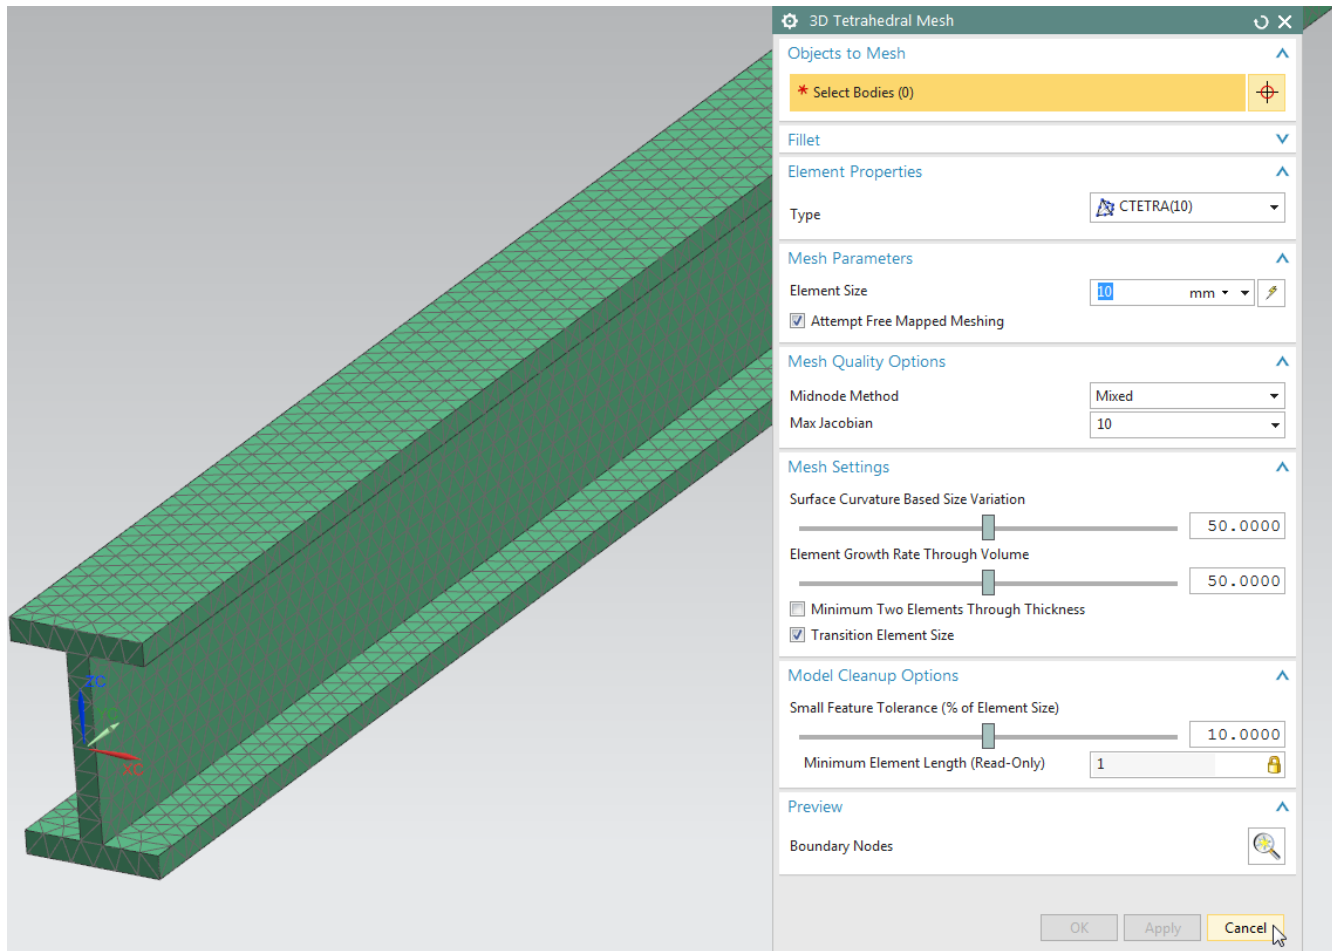 3D Tetrahedral Mesh
Objects to Mesh
* Select Bodies (0)
Fillet
Element Properties
Type CTETRA(10)
Mesh Parameters
Element Size 10 mm
Attempt Free Mapped Meshing
Mesh Quality Options
Midnode Method Mixed
Max Jacobian 10
Mesh Settings
Surface Curvature Based Size Variation
50.0000
Element Growth Rate Through Volume
50.0000
Minimum Two Elements Through Thickness
Transition Element Size
Model Cleanup Options
Small Feature Tolerance (% of Element Size)
10.0000
Minimum Element Length (Read-Only) 1
Preview
Boundary Nodes
OK Apply Cancel
ZC
YC
XC